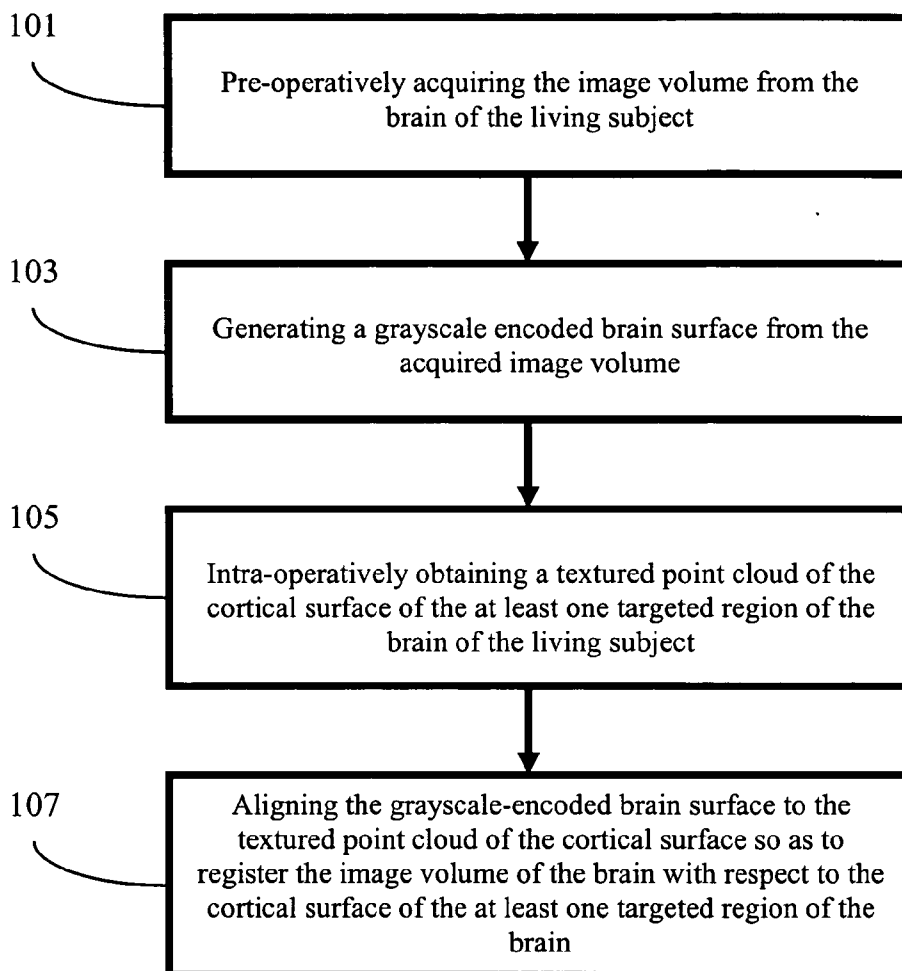 101
Pre-operatively acquiring the image volume from the
brain of the living subject
103
Generating a grayscale encoded brain surface from the
acquired image volume
105
Intra-operatively obtaining a textured point cloud of the
cortical surface of the at least one targeted region of the
brain of the living subject
107
Aligning the grayscale-encoded brain surface to the
textured point cloud of the cortical surface so as to
register the image volume of the brain with respect to the
cortical surface of the at least one targeted region of the
brain